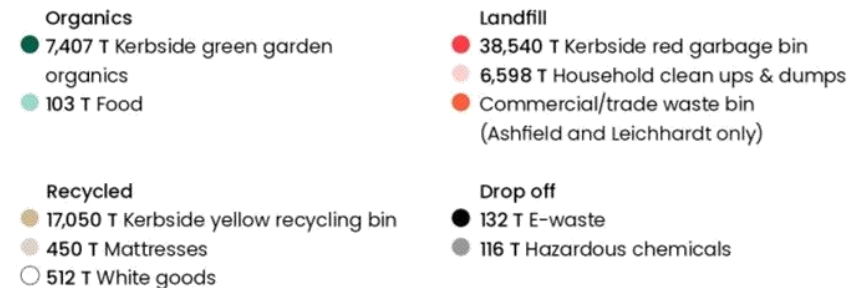 Organics
7,407 T Kerbside green garden
organics
103 T Food
Landfill
38,540 T Kerbside red garbage bin
6,598 T Household clean ups & dumps
Commercial/trade waste bin
(Ashfield and Leichhardt only)
Recycled
17,050 T Kerbside yellow recycling bin
450 T Mattresses
512 T White goods
Drop off
132 T E-waste
116 T Hazardous chemicals